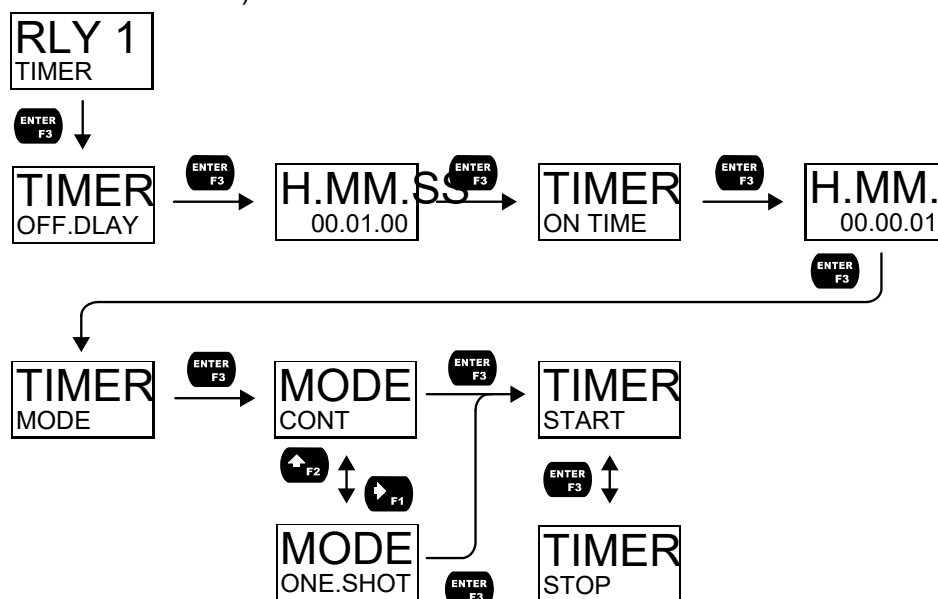 RLY 1
TIMER
ENTER
F3
TIMER
OFF.DLAY
ENTER
F3
H.MM.SS
00.01.00
ENTER
F3
TIMER
ON TIME
ENTER
F3
H.MM.
00.00.01
ENTER
F3
TIMER
MODE
ENTER
F3
MODE
CONT
ENTER
F3
TIMER
START
F2
F1
ENTER
F3
MODE
ONE.SHOT
ENTER
F3
TIMER
STOP